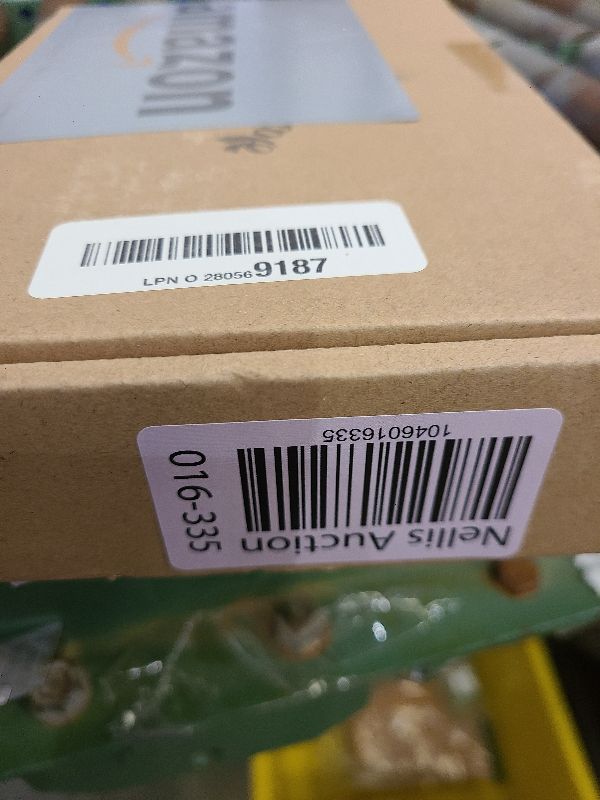 amazon
LPN O 280569187
1046016335
Nellis Auction
016-335